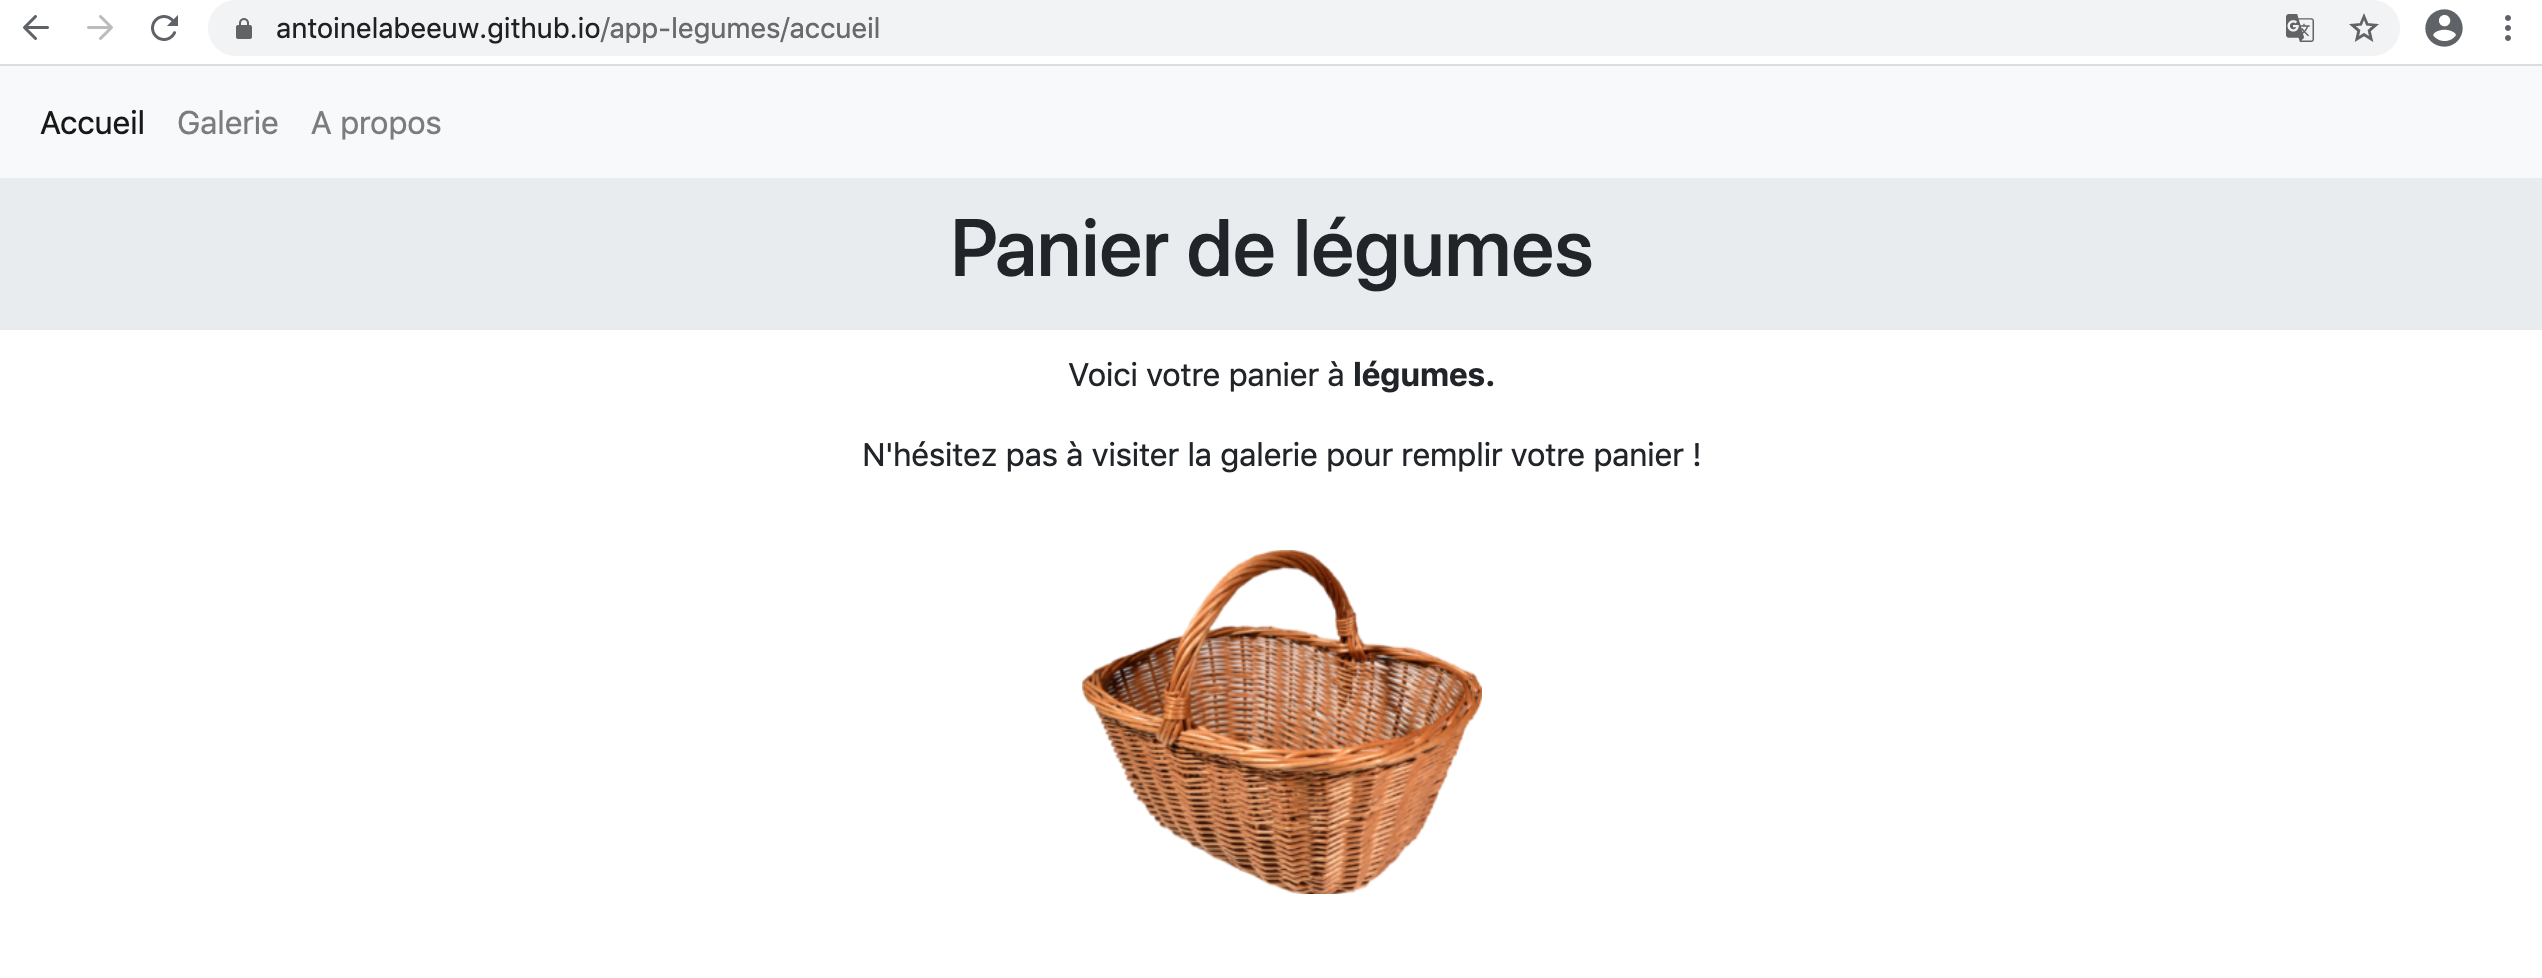 antoinelabeeuw.github.io/app-legumes/accueil
Accueil Galerie A propos
Panier de légumes
Voici votre panier à légumes.
N'hésitez pas à visiter la galerie pour remplir votre panier !